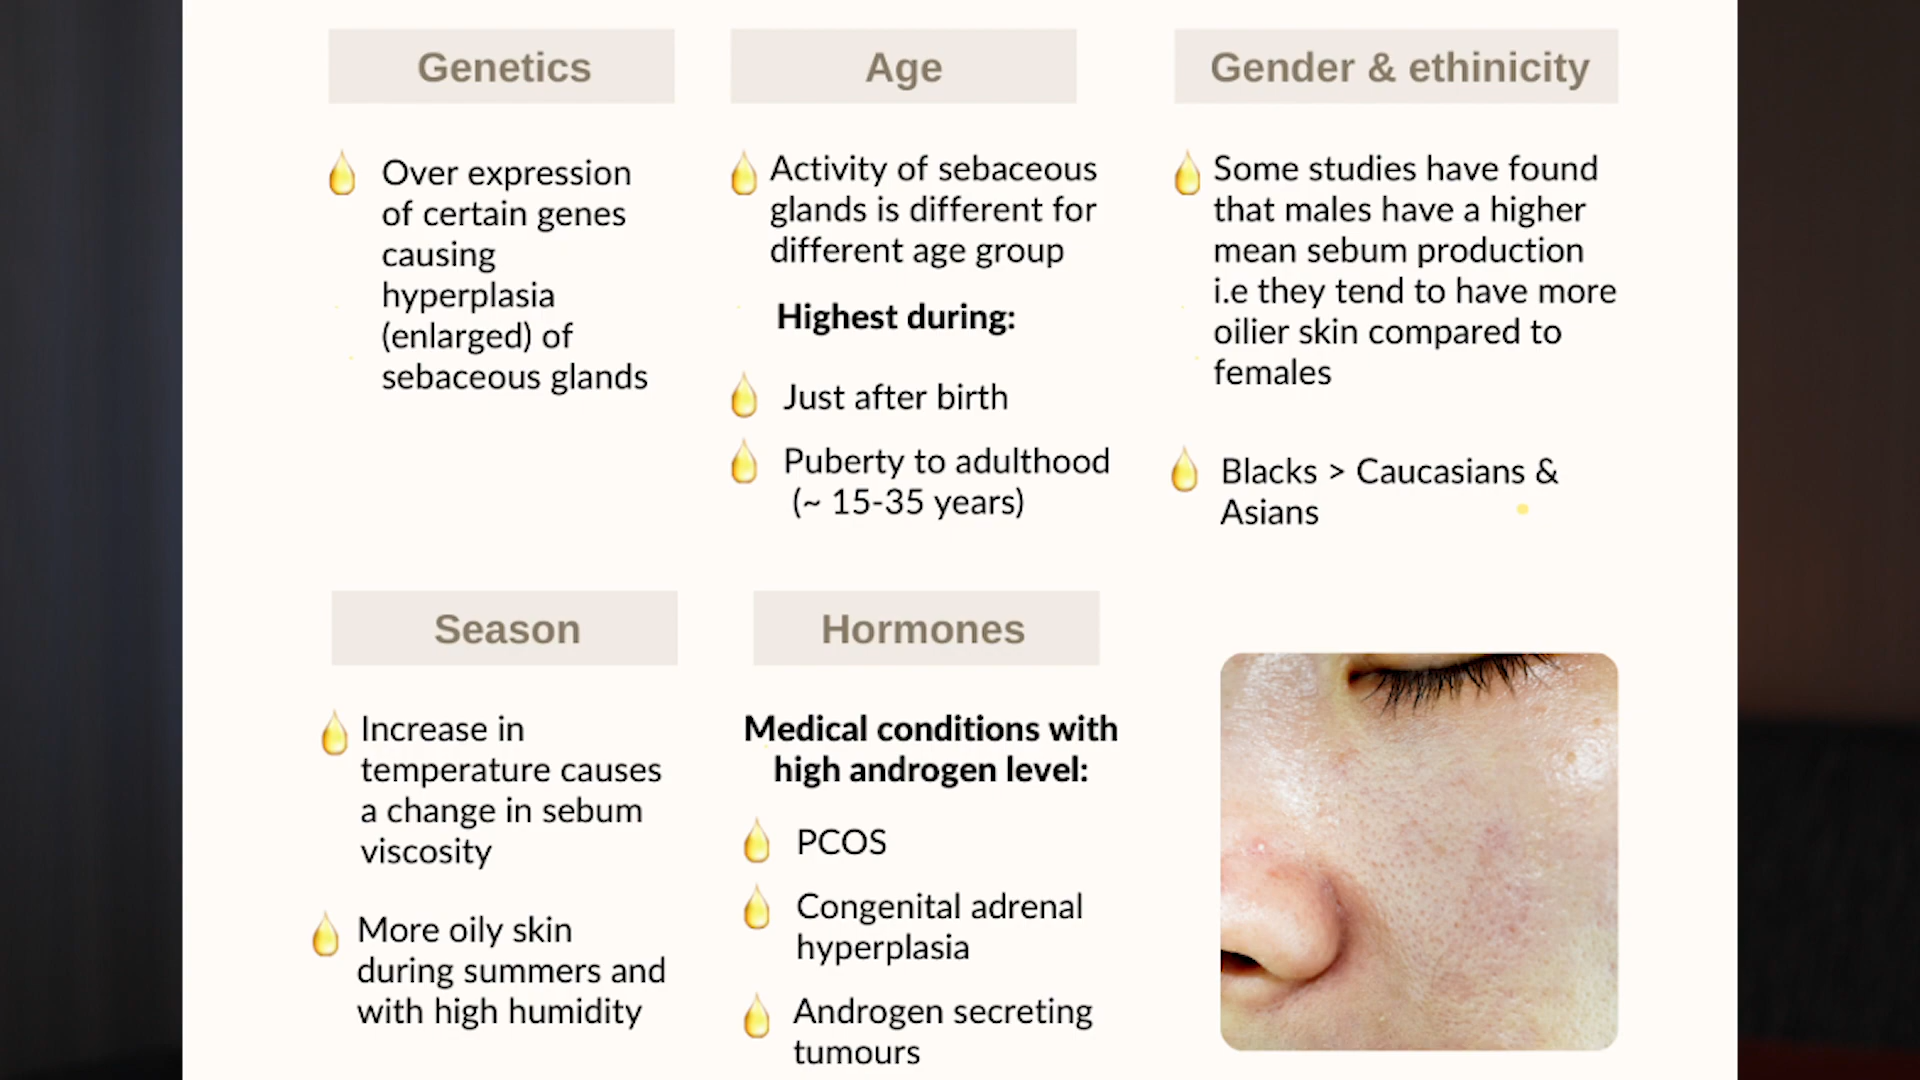 Genetics
Over expression
of certain genes
causing
hyperplasia
(enlarged) of
sebaceous glands
Age
Activity of sebaceous
glands is different for
different age group
Highest during:
Just after birth
Puberty to adulthood
(~ 15-35 years)
Gender & ethinicity
Some studies have found
that males have a higher
mean sebum production
i.e they tend to have more
oilier skin compared to
females
Blacks > Caucasians &
Asians
Season
Increase in
temperature causes
a change in sebum
viscosity
More oily skin
during summers and
with high humidity
Hormones
Medical conditions with
high androgen level:
PCOS
Congenital adrenal
hyperplasia
Androgen secreting
tumours